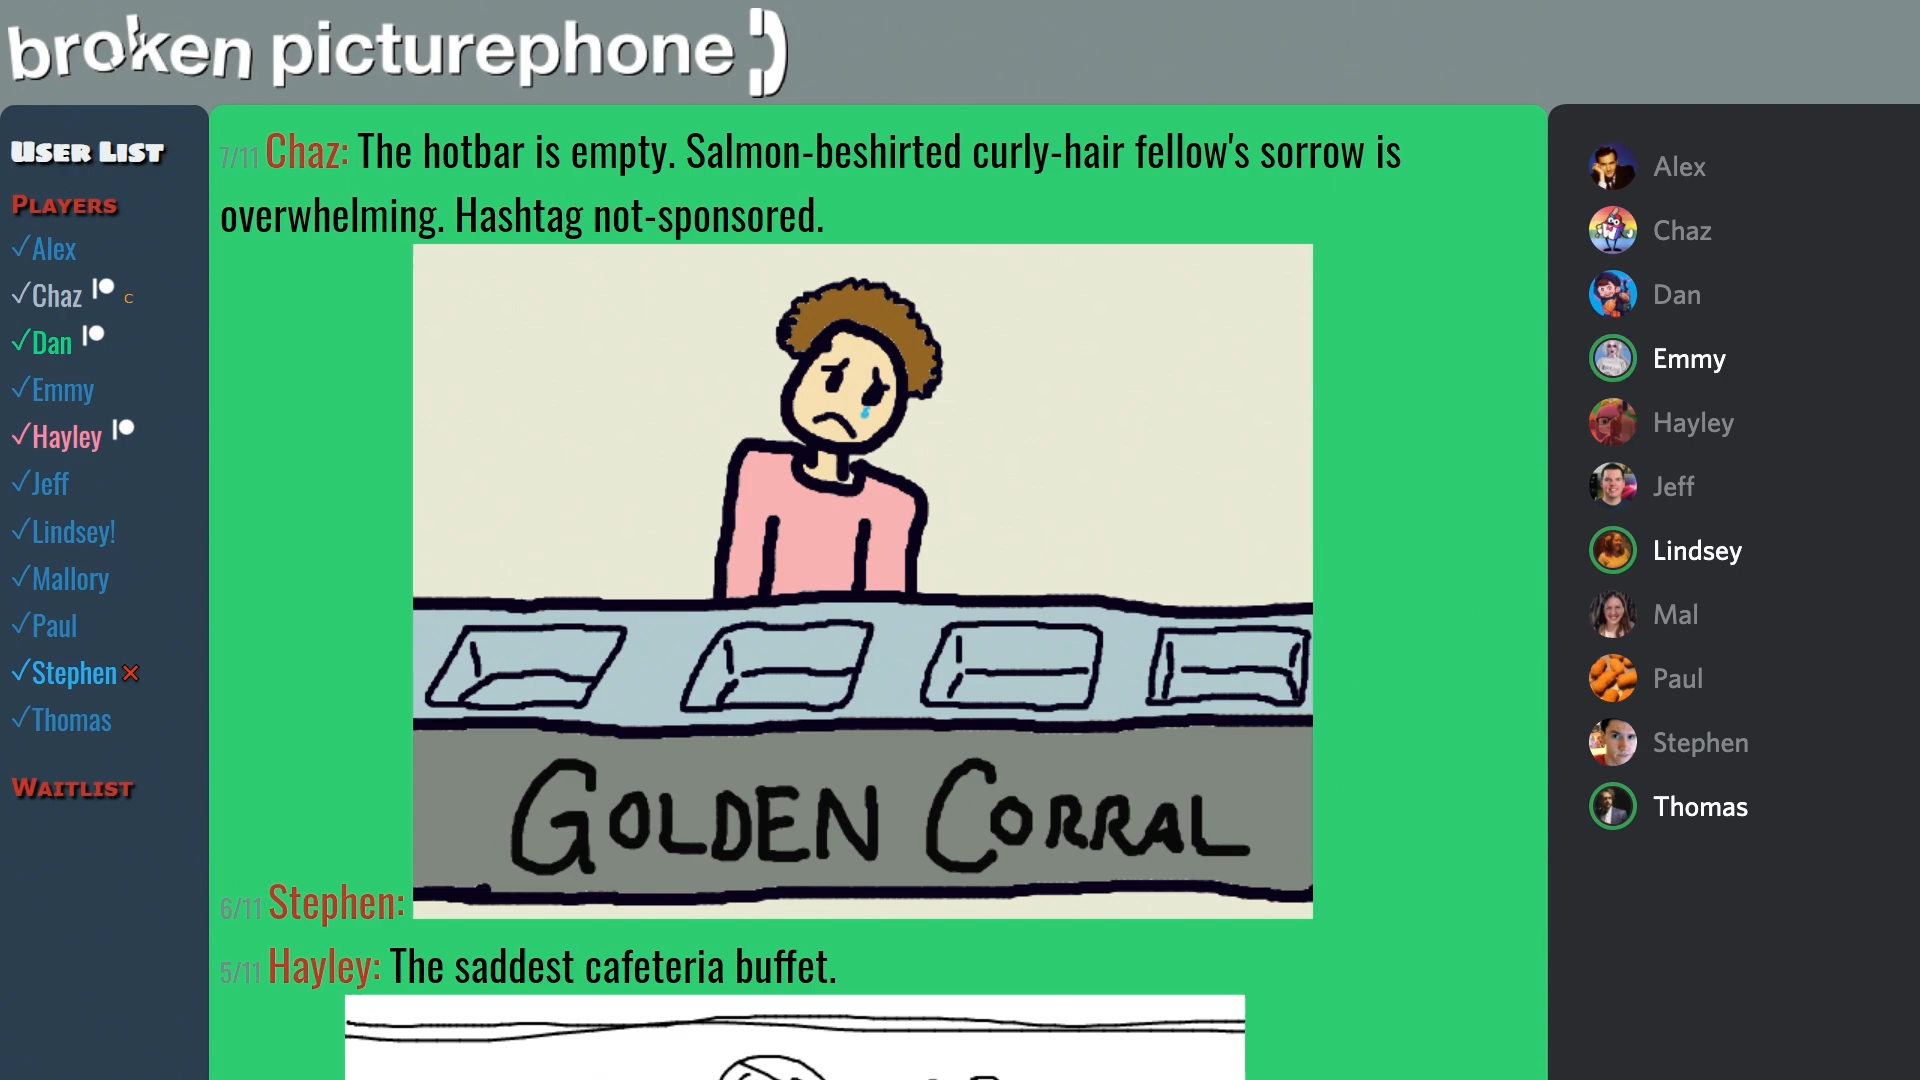 broken picturephone
User List
Players
✓Alex
✓Chaz C
✓Dan
✓Emmy
✓Hayley
✓Jeff
✓Lindsey!
✓Mallory
✓Paul
✓Stephen ✕
✓Thomas
Waitlist
7/11 Chaz: The hotbar is empty. Salmon-beshirted curly-hair fellow's sorrow is
overwhelming. Hashtag not-sponsored.
GOLDEN CORRAL
6/11 Stephen:
5/11 Hayley: The saddest cafeteria buffet.
Alex
Chaz
Dan
Emmy
Hayley
Jeff
Lindsey
Mal
Paul
Stephen
Thomas